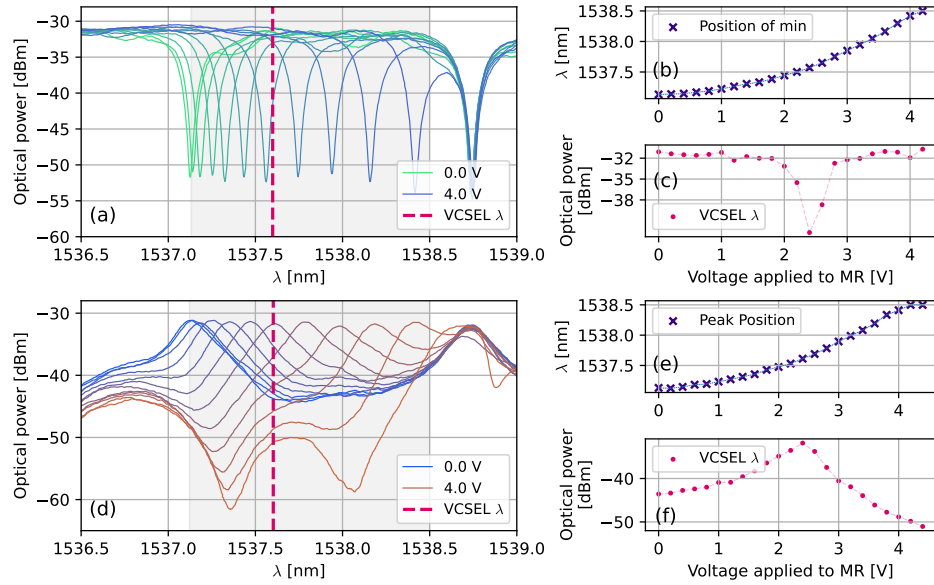 −30
−35
−40
−45
−50
−55
−60
Optical power [dBm]
(a)
0.0 V
4.0 V
VCSEL λ
1536.5 1537.0 1537.5 1538.0 1538.5 1539.0
λ [nm]
1538.5
1537.5
λ [nm]
Position of min
(b)
0 1 2 3 4
−32
−35
−38
Optical power
[dBm]
(c)
VCSEL λ
0 1 2 3 4
Voltage applied to MR [V]
−30
−40
−50
−60
Optical power [dBm]
(d)
0.0 V
4.0 V
VCSEL λ
1536.5 1537.0 1537.5 1538.0 1538.5 1539.0
λ [nm]
1538.5
1537.5
λ [nm]
Peak Position
(e)
0 1 2 3 4
−40
−50
Optical power
[dBm]
VCSEL λ
(f)
0 1 2 3 4
Voltage applied to MR [V]